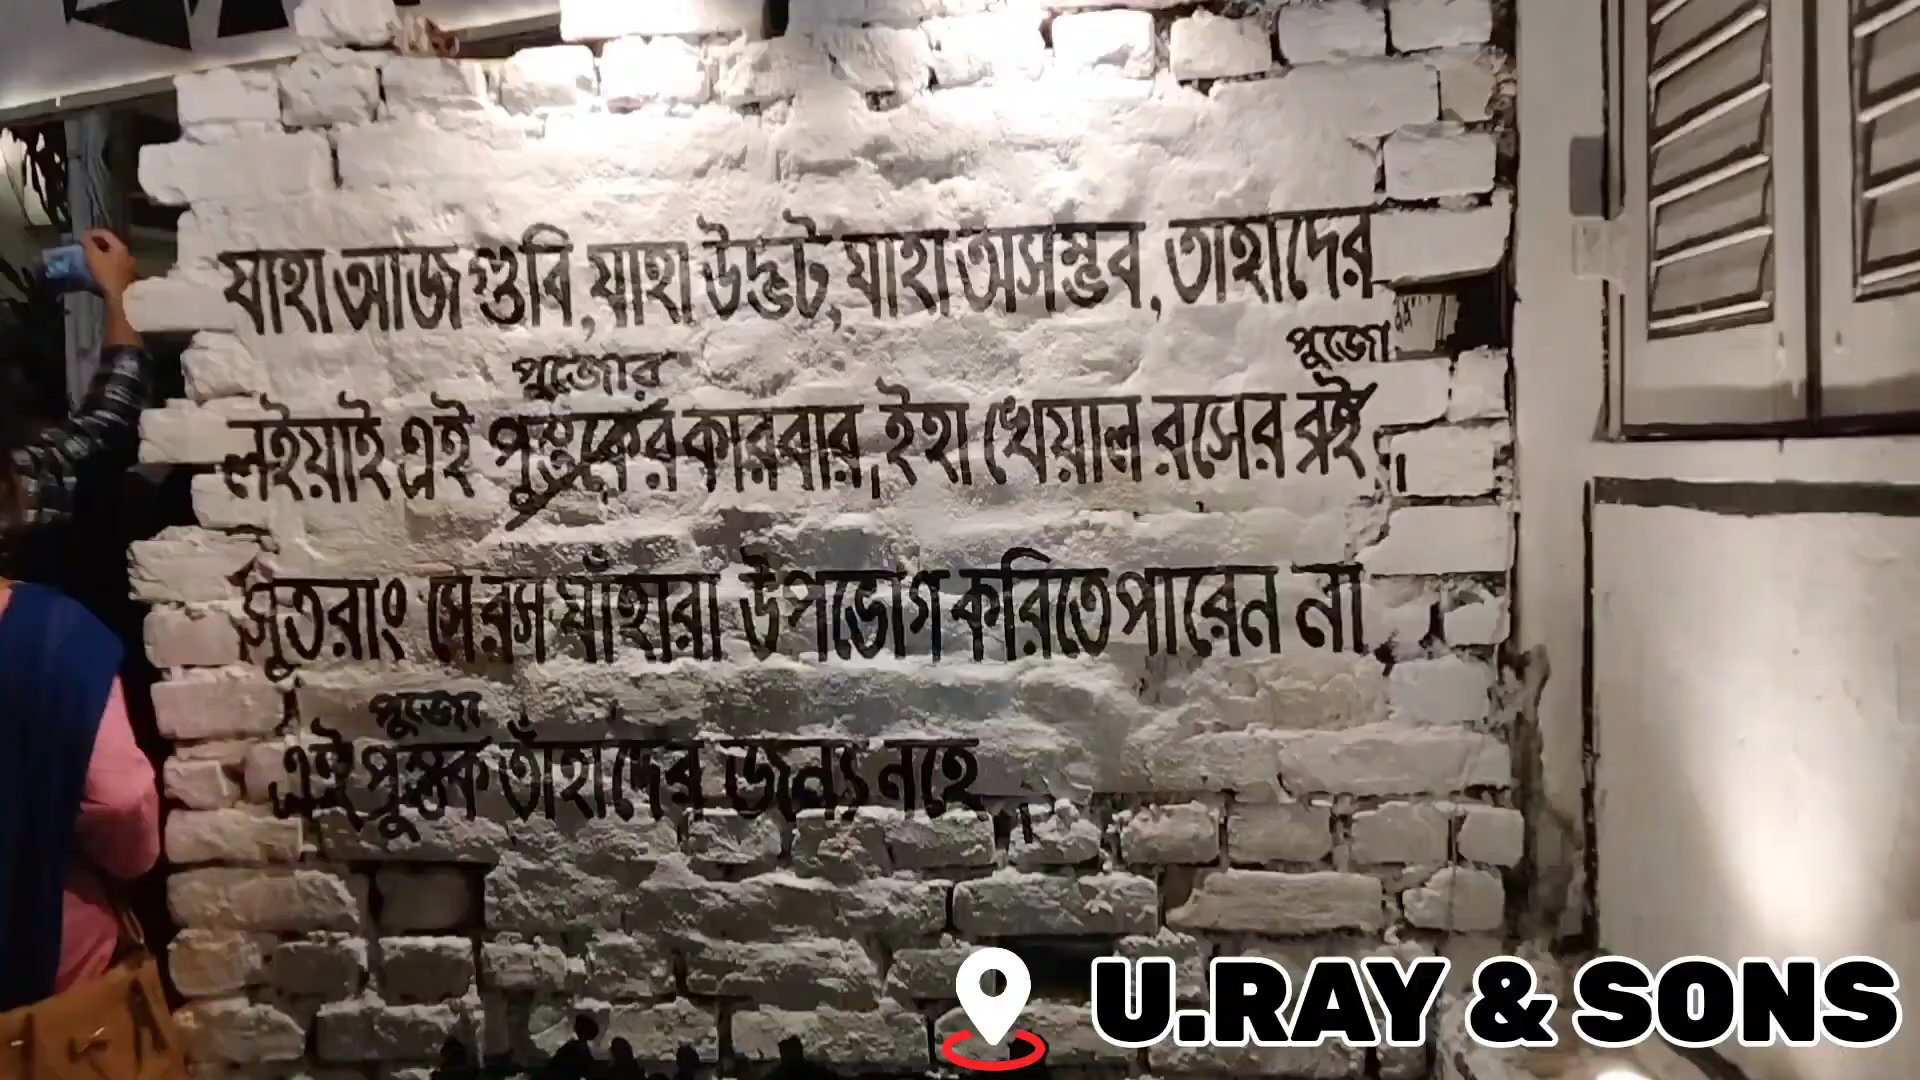 যাহা আজগুবি, যাহা উদ্ভট, যাহা অসম্ভব, তাহাদের
পুজোর পুজো
লইয়াই এই পুস্তকের কারবার, ইহা খেয়াল রসের বই,
সুতরাং সে রস যাঁহারা উপভোগ করিতে পারেন না
পুজো
এই পুস্তক তাঁহাদের জন্য নহে
U.RAY & SONS